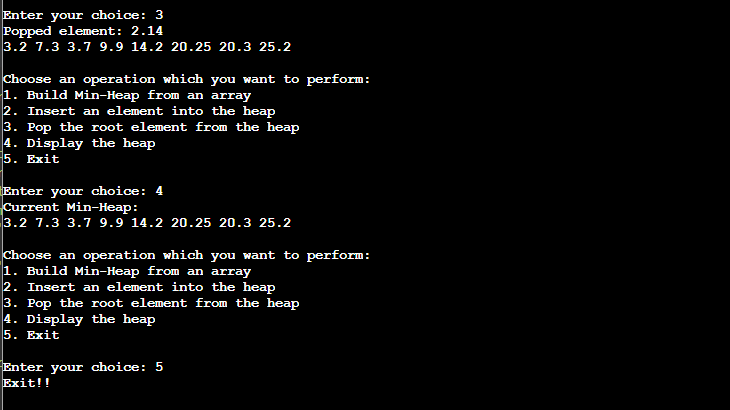 Enter your choice: 3
Popped element: 2.14
3.2 7.3 3.7 9.9 14.2 20.25 20.3 25.2
Choose an operation which you want to perform:
1. Build Min-Heap from an array
2. Insert an element into the heap
3. Pop the root element from the heap
4. Display the heap
5. Exit
Enter your choice: 4
Current Min-Heap:
3.2 7.3 3.7 9.9 14.2 20.25 20.3 25.2
Choose an operation which you want to perform:
1. Build Min-Heap from an array
2. Insert an element into the heap
3. Pop the root element from the heap
4. Display the heap
5. Exit
Enter your choice: 5
Exit!!